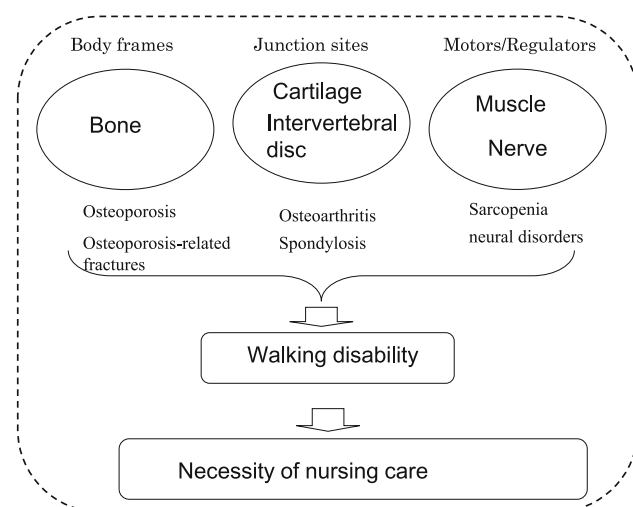 Body frames
Junction sites
Motors/Regulators
Bone
Cartilage
Intervertebral
disc
Muscle
Nerve
Osteoporosis
Osteoporosis-related
fractures
Osteoarthritis
Spondylosis
Sarcopenia
neural disorders
Walking disability
Necessity of nursing care